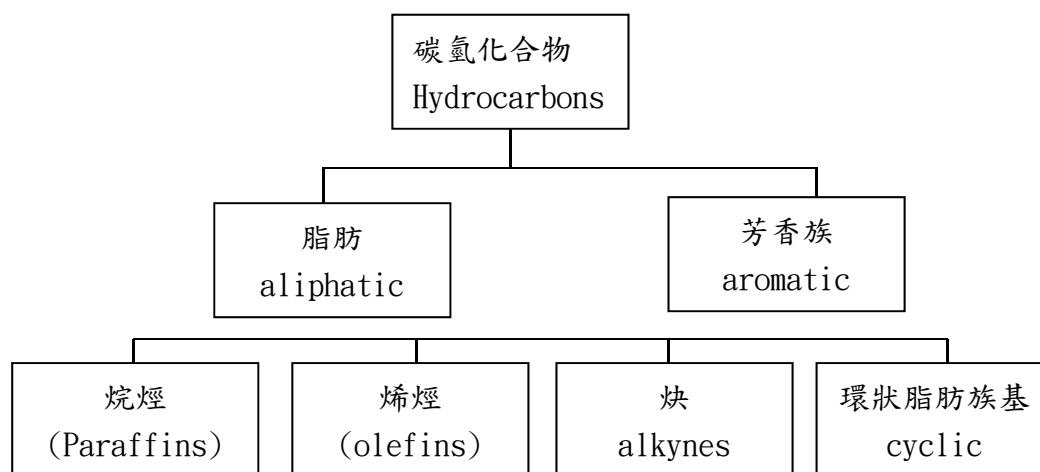 碳氫化合物
Hydrocarbons
脂肪
aliphatic
芳香族
aromatic
烷烴
(Paraffins)
烯烴
(olefins)
炔
alkynes
環狀脂肪族基
cyclic